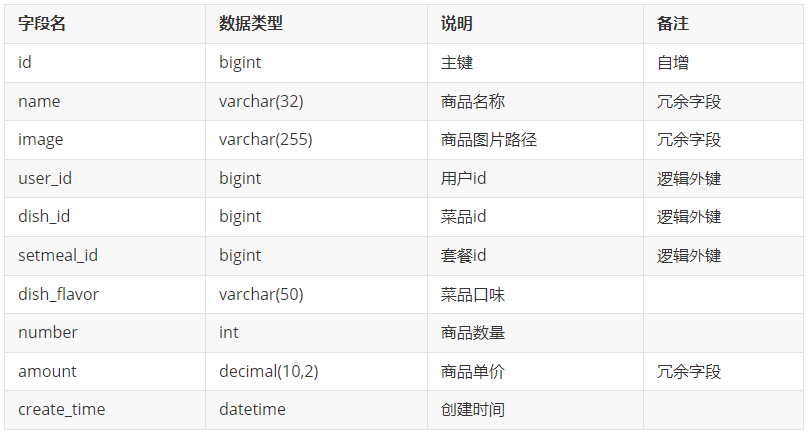 字段名 数据类型 说明 备注
id bigint 主键 自增
name varchar(32) 商品名称 冗余字段
image varchar(255) 商品图片路径 冗余字段
user_id bigint 用户id 逻辑外键
dish_id bigint 菜品id 逻辑外键
setmeal_id bigint 套餐id 逻辑外键
dish_flavor varchar(50) 菜品口味
number int 商品数量
amount decimal(10,2) 商品单价 冗余字段
create_time datetime 创建时间